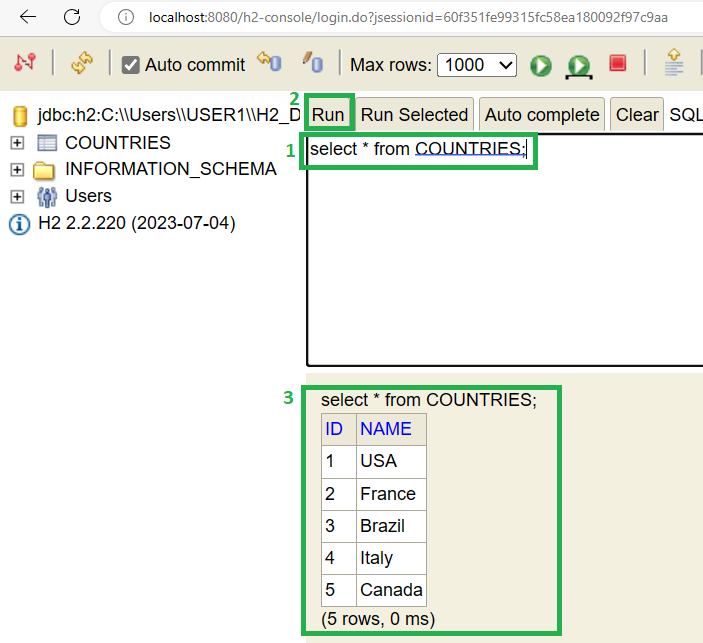 localhost:8080/h2-console/login.do?jsessionid=60f351fe99315fc58ea180092f97c9aa
Auto commit
Max rows: 1000
jdbc:h2:C:\\Users\\USER1\\H2_D
COUNTRIES
INFORMATION_SCHEMA
Users
H2 2.2.220 (2023-07-04)
2
Run Run Selected Auto complete Clear SQL
1
select * from COUNTRIES;
3
select * from COUNTRIES;
ID NAME
1 USA
2 France
3 Brazil
4 Italy
5 Canada
(5 rows, 0 ms)